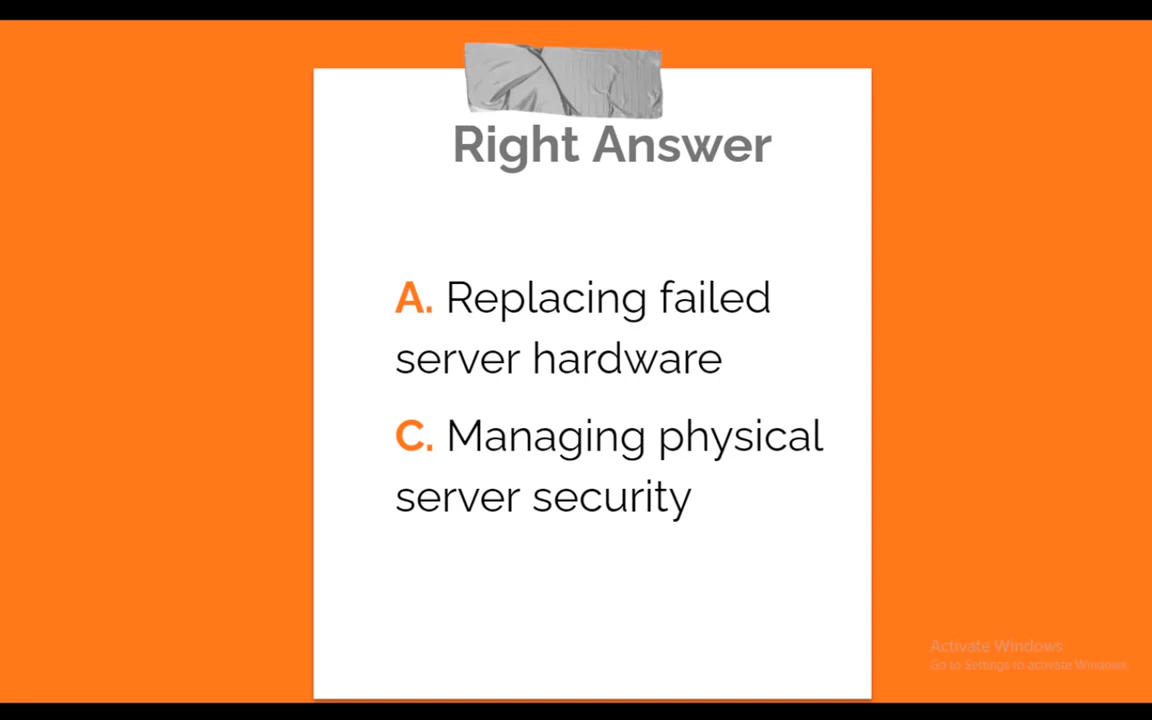 Right Answer
A. Replacing failed
server hardware
C. Managing physical
server security
Activate Windows
Go to Settings to activate Windows.